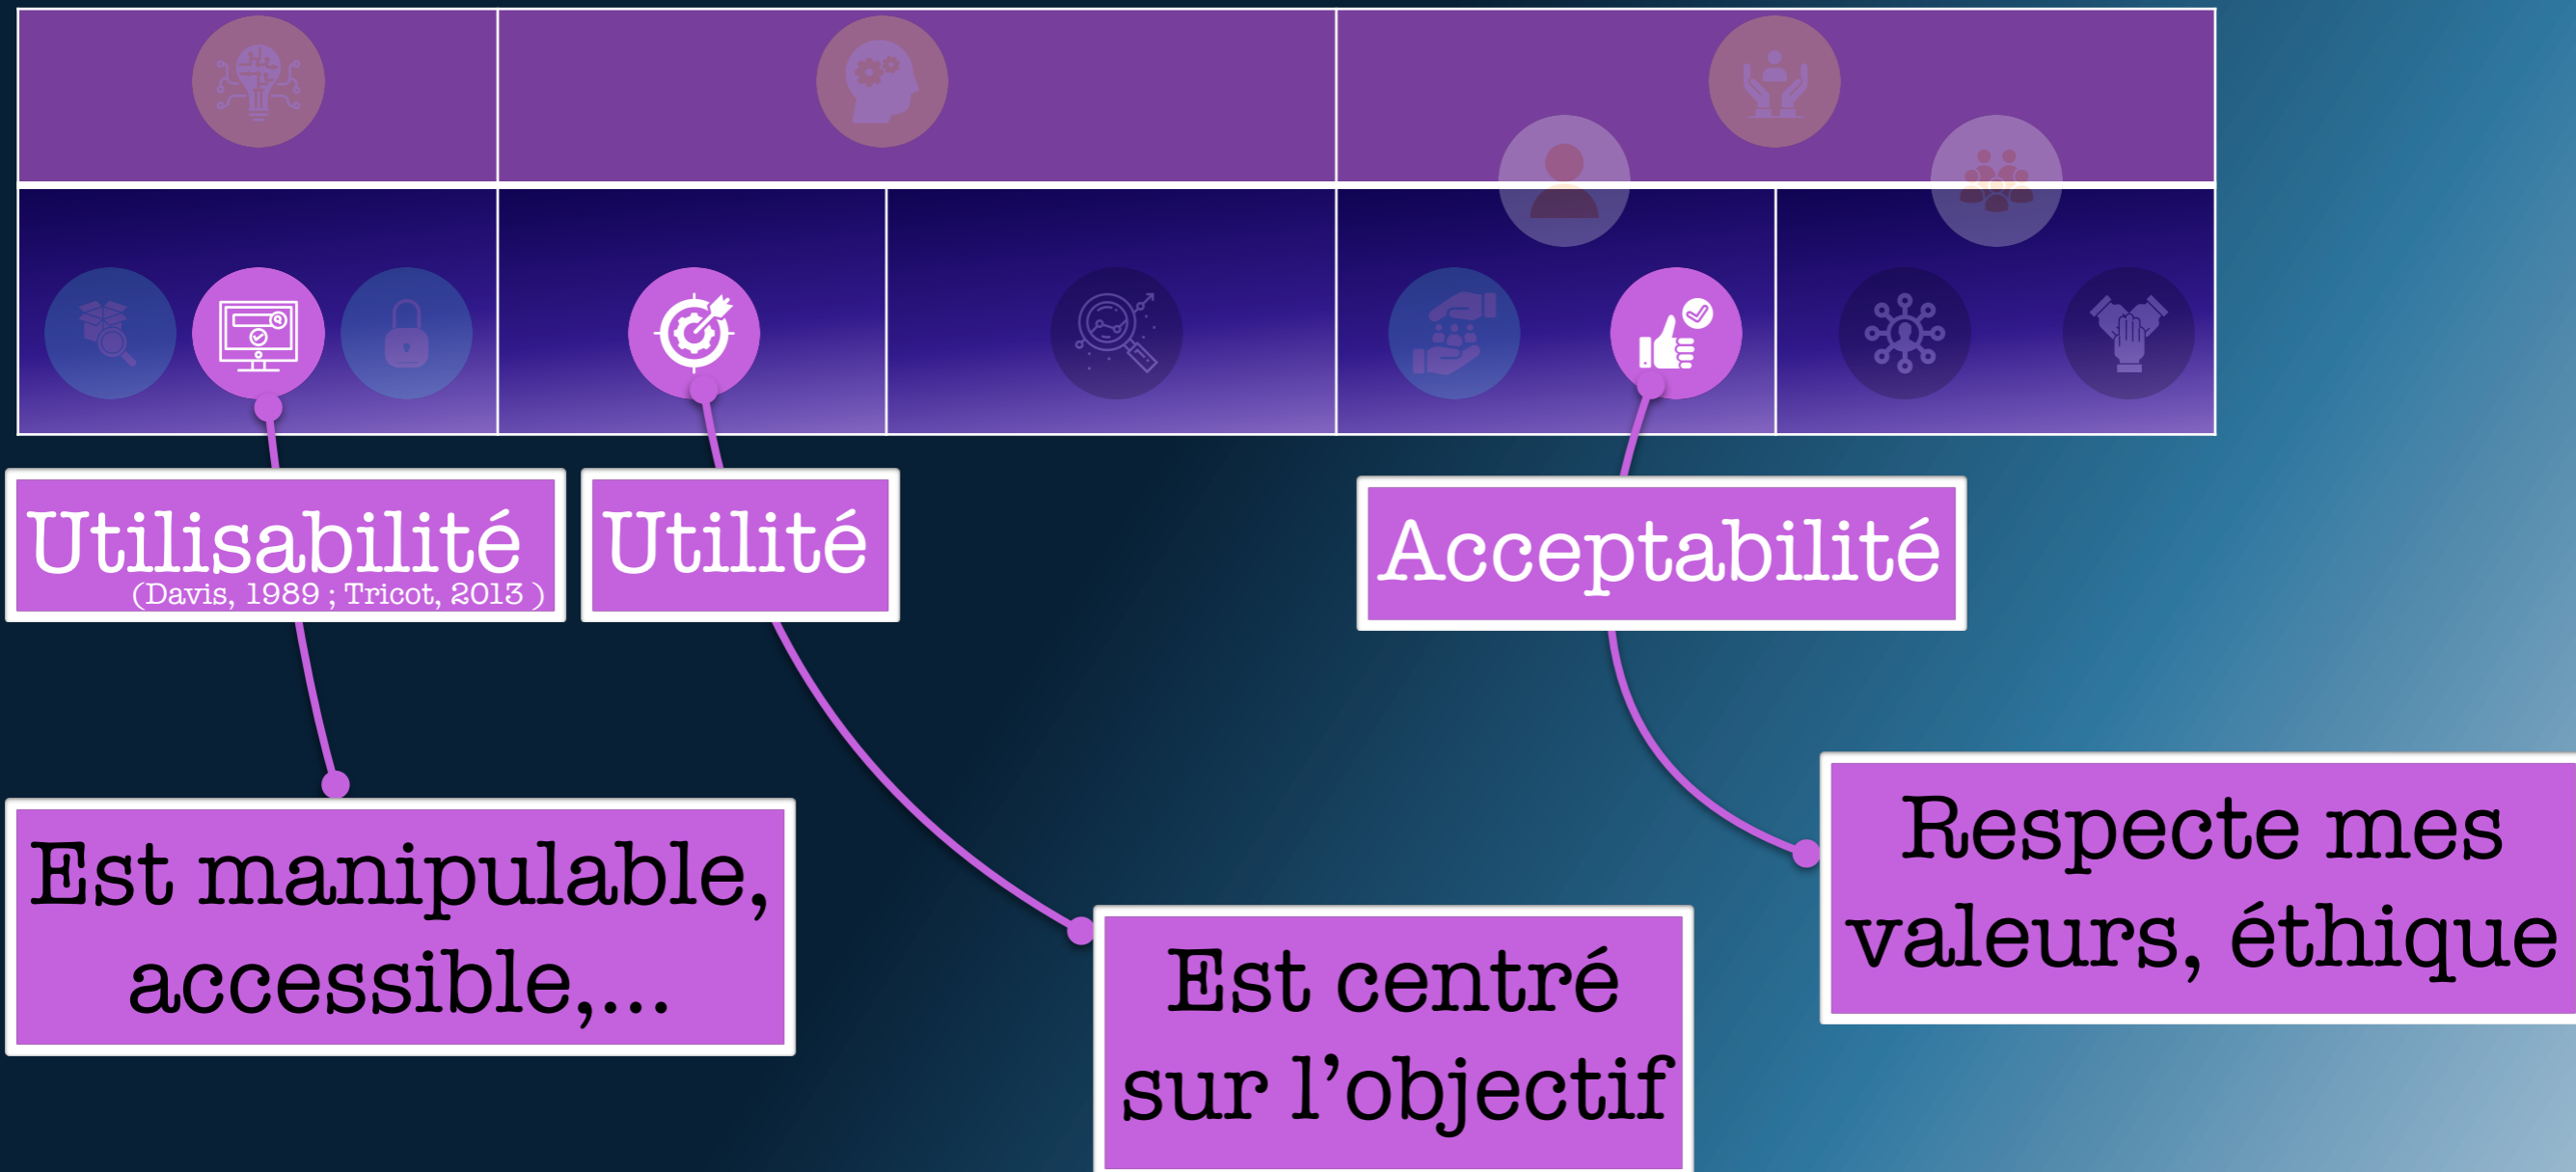 Utilisabilité
(Davis, 1989 ; Tricot, 2013 )
Utilité
Acceptabilité
Est manipulable,
accessible,...
Est centré
sur l’objectif
Respecte mes
valeurs, éthique